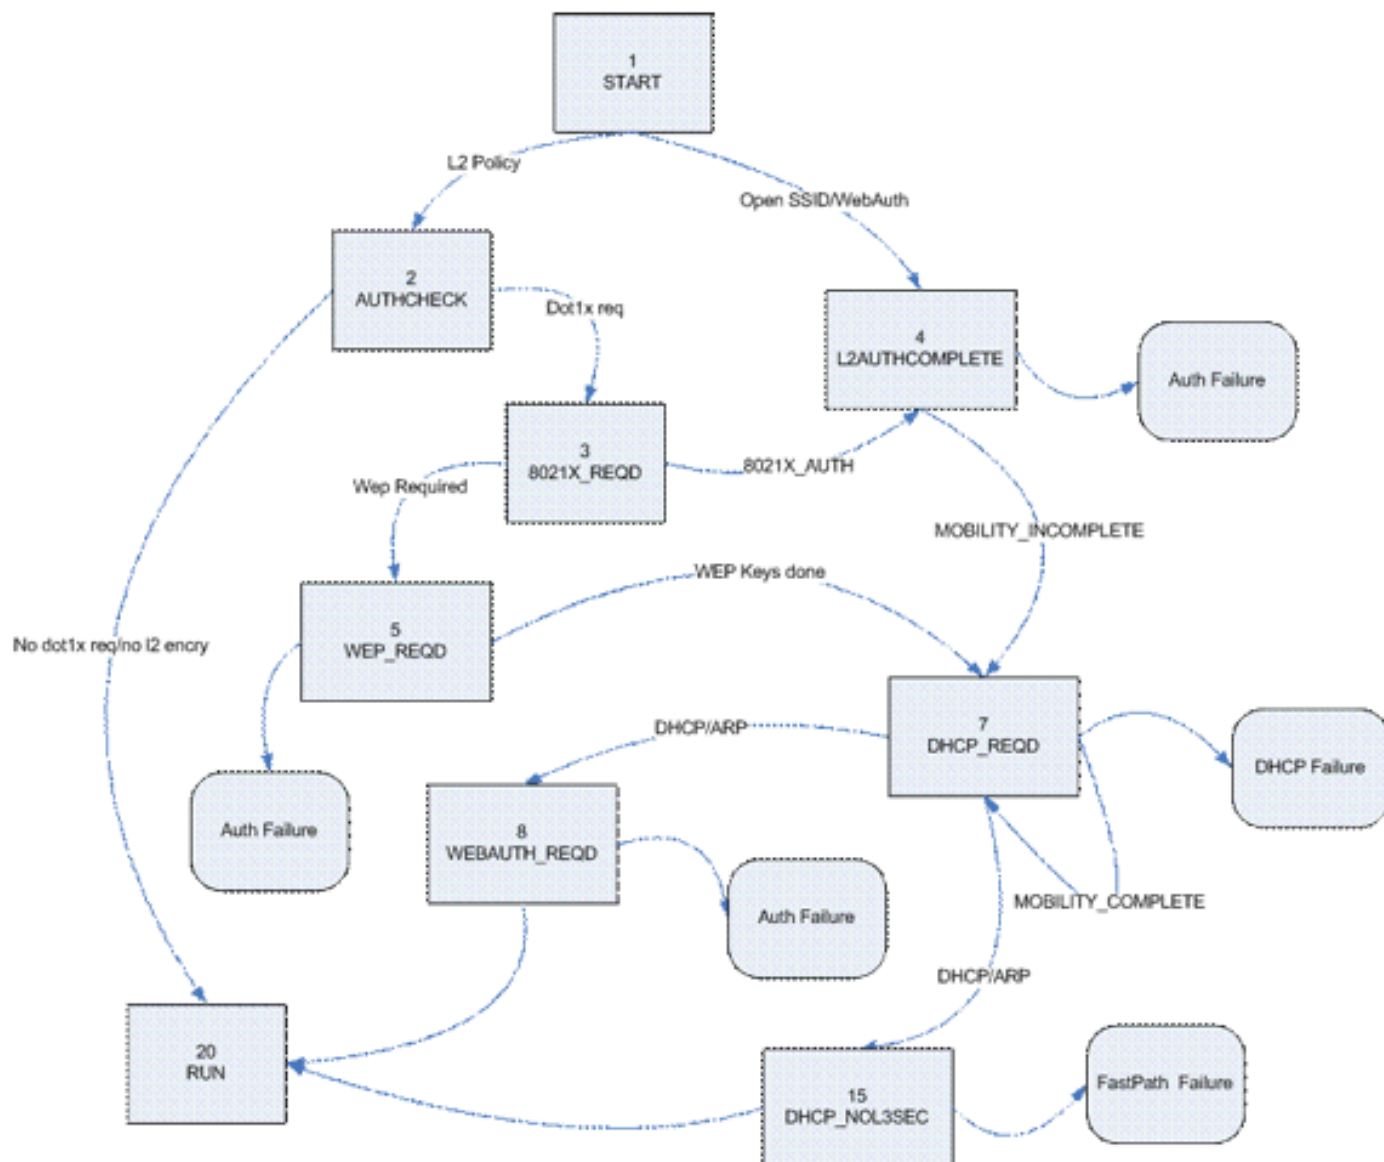 1
START
L2 Policy
Open SSID/WebAuth
2
AUTHCHECK
Dot1x req
4
L2AUTHCOMPLETE
Auth Failure
3
8021X_REQD
8021X_AUTH
Wep Required
MOBILITY_INCOMPLETE
WEP Keys done
5
WEP_REQD
No dot1x req/no l2 encry
7
DHCP_REQD
DHCP/ARP
DHCP Failure
8
WEBAUTH_REQD
Auth Failure
Auth Failure
MOBILITY_COMPLETE
DHCP/ARP
20
RUN
15
DHCP_NOL3SEC
FastPath Failure